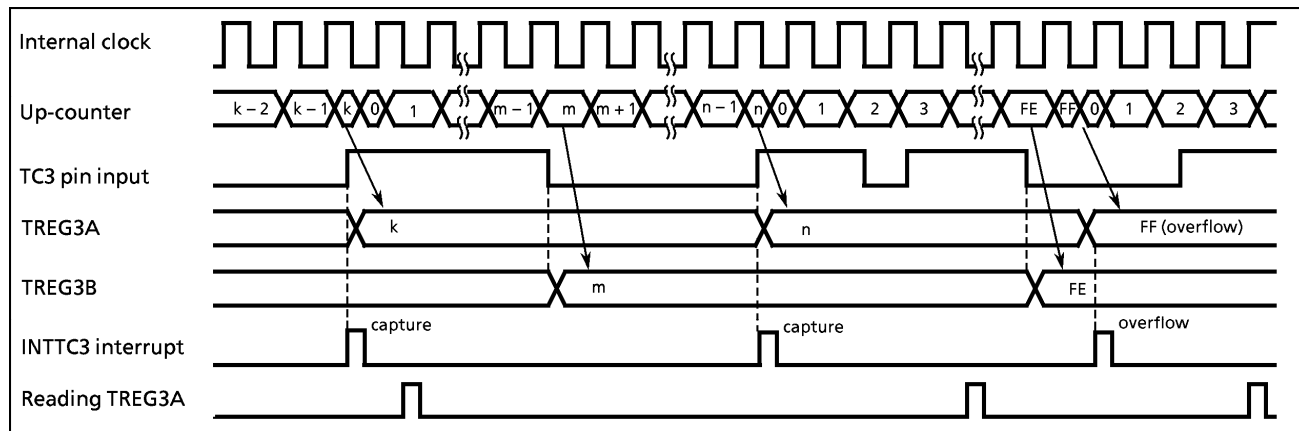 Internal clock
Up-counter k – 2 k – 1 k 0 1 m – 1 m m + 1 n – 1 n 0 1 2 3 FE FF 0 1 2 3
TC3 pin input
TREG3A k n FF (overflow)
TREG3B m FE
capture capture overflow
INTTC3 interrupt
Reading TREG3A